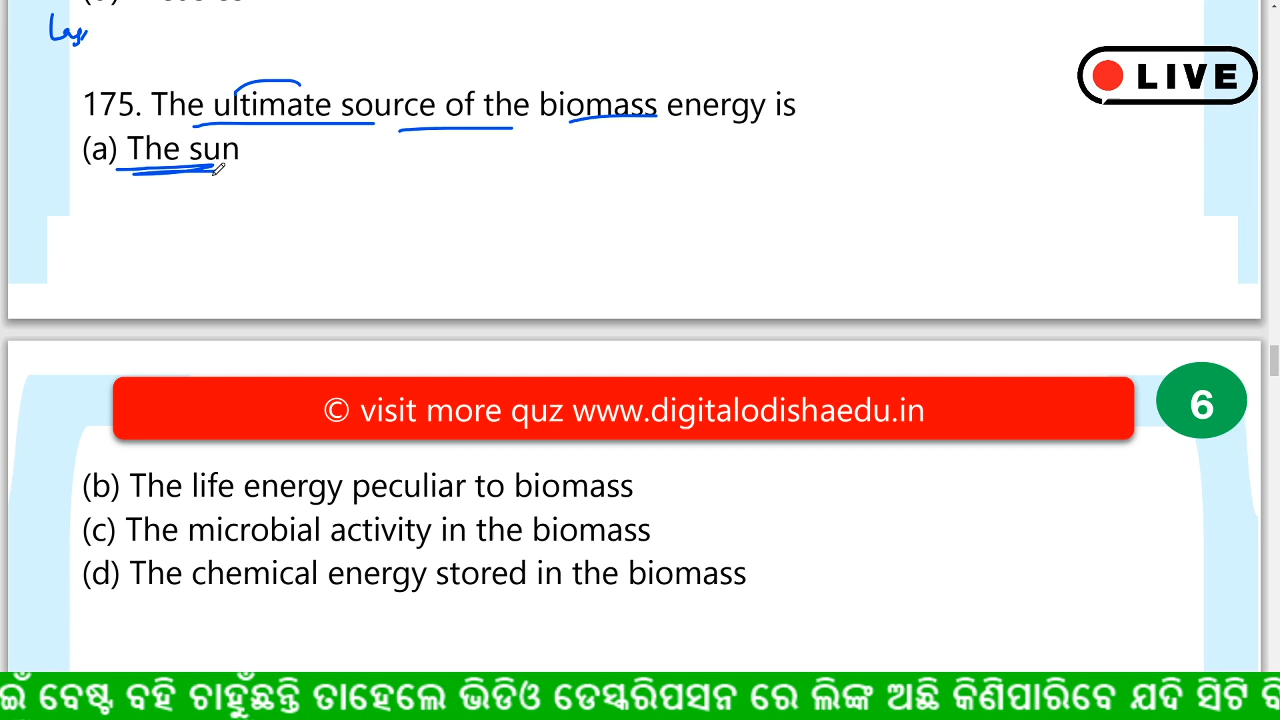 LIVE
175. The ultimate source of the biomass energy is
(a) The sun
© visit more quz www.digitalodishaedu.in
6
(b) The life energy peculiar to biomass
(c) The microbial activity in the biomass
(d) The chemical energy stored in the biomass
ବେଷ୍ଟ ବହି ଚାହୁଁଛନ୍ତି ତାହେଲେ ଭିଡିଓ ଡେସ୍କରିପସନ ରେ ଲିଙ୍କ ଅଛି କିଣିପାରିବେ ଯଦି ସିଟି